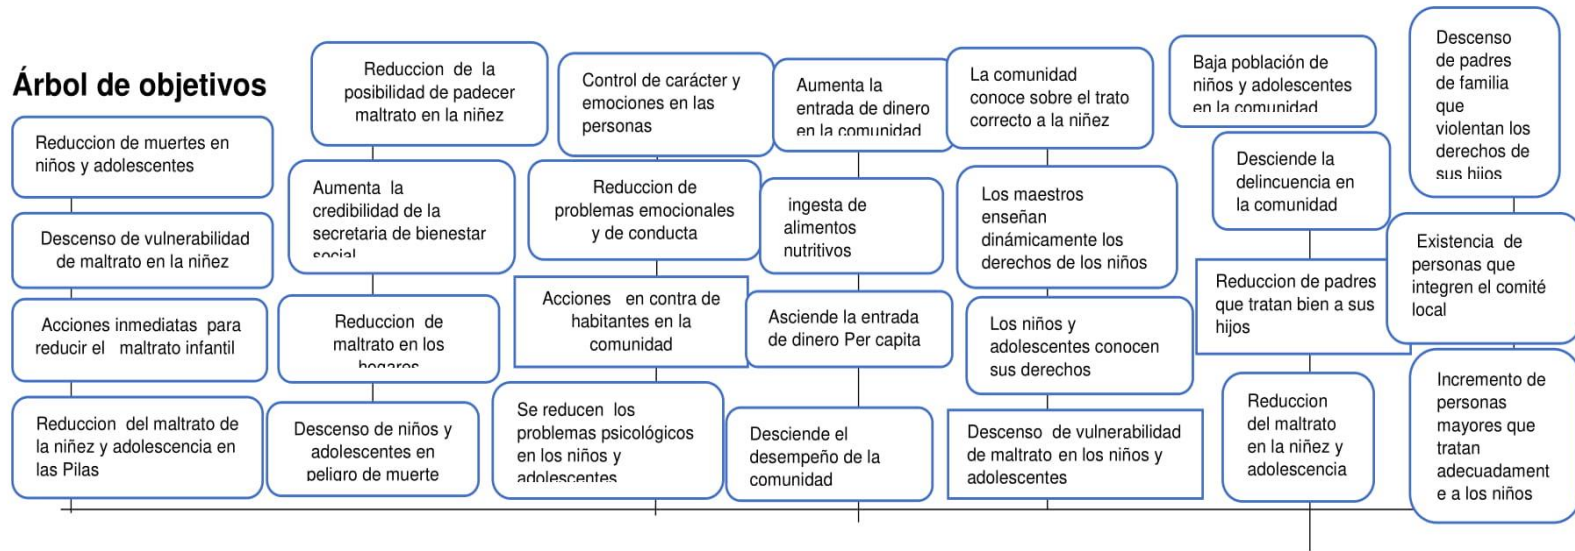 Árbol de objetivos
Reduccion de muertes en
niños y adolescentes
Descenso de vulnerabilidad
de maltrato en la niñez
Acciones inmediatas para
reducir el maltrato infantil
Reduccion del maltrato de
la niñez y adolescencia en
las Pilas
Reduccion de la
posibilidad de padecer
maltrato en la niñez
Aumenta la
credibilidad de la
secretaria de bienestar
social
Reduccion de
maltrato en los
hogares
Descenso de niños y
adolescentes en
peligro de muerte
Control de carácter y
emociones en las
personas
Reduccion de
problemas emocionales
y de conducta
Acciones en contra de
habitantes en la
comunidad
Se reducen los
problemas psicológicos
en los niños y
adolescentes
Aumenta la
entrada de dinero
en la comunidad
ingesta de
alimentos
nutritivos
Asciende la entrada
de dinero Per capita
Desciende el
desempeño de la
comunidad
La comunidad
conoce sobre el trato
correcto a la niñez
Los maestros
enseñan
dinámicamente los
derechos de los niños
Los niños y
adolescentes conocen
sus derechos
Descenso de vulnerabilidad
de maltrato en los niños y
adolescentes
Baja población de
niños y adolescentes
en la comunidad
Desciende la
delincuencia en
la comunidad
Reduccion de padres
que tratan bien a sus
hijos
Reduccion
del maltrato
en la niñez y
adolescencia
Descenso
de padres
de familia
que
violentan los
derechos de
sus hijos
Existencia de
personas que
integren el comité
local
Incremento de
personas
mayores que
tratan
adecuadament
e a los niños